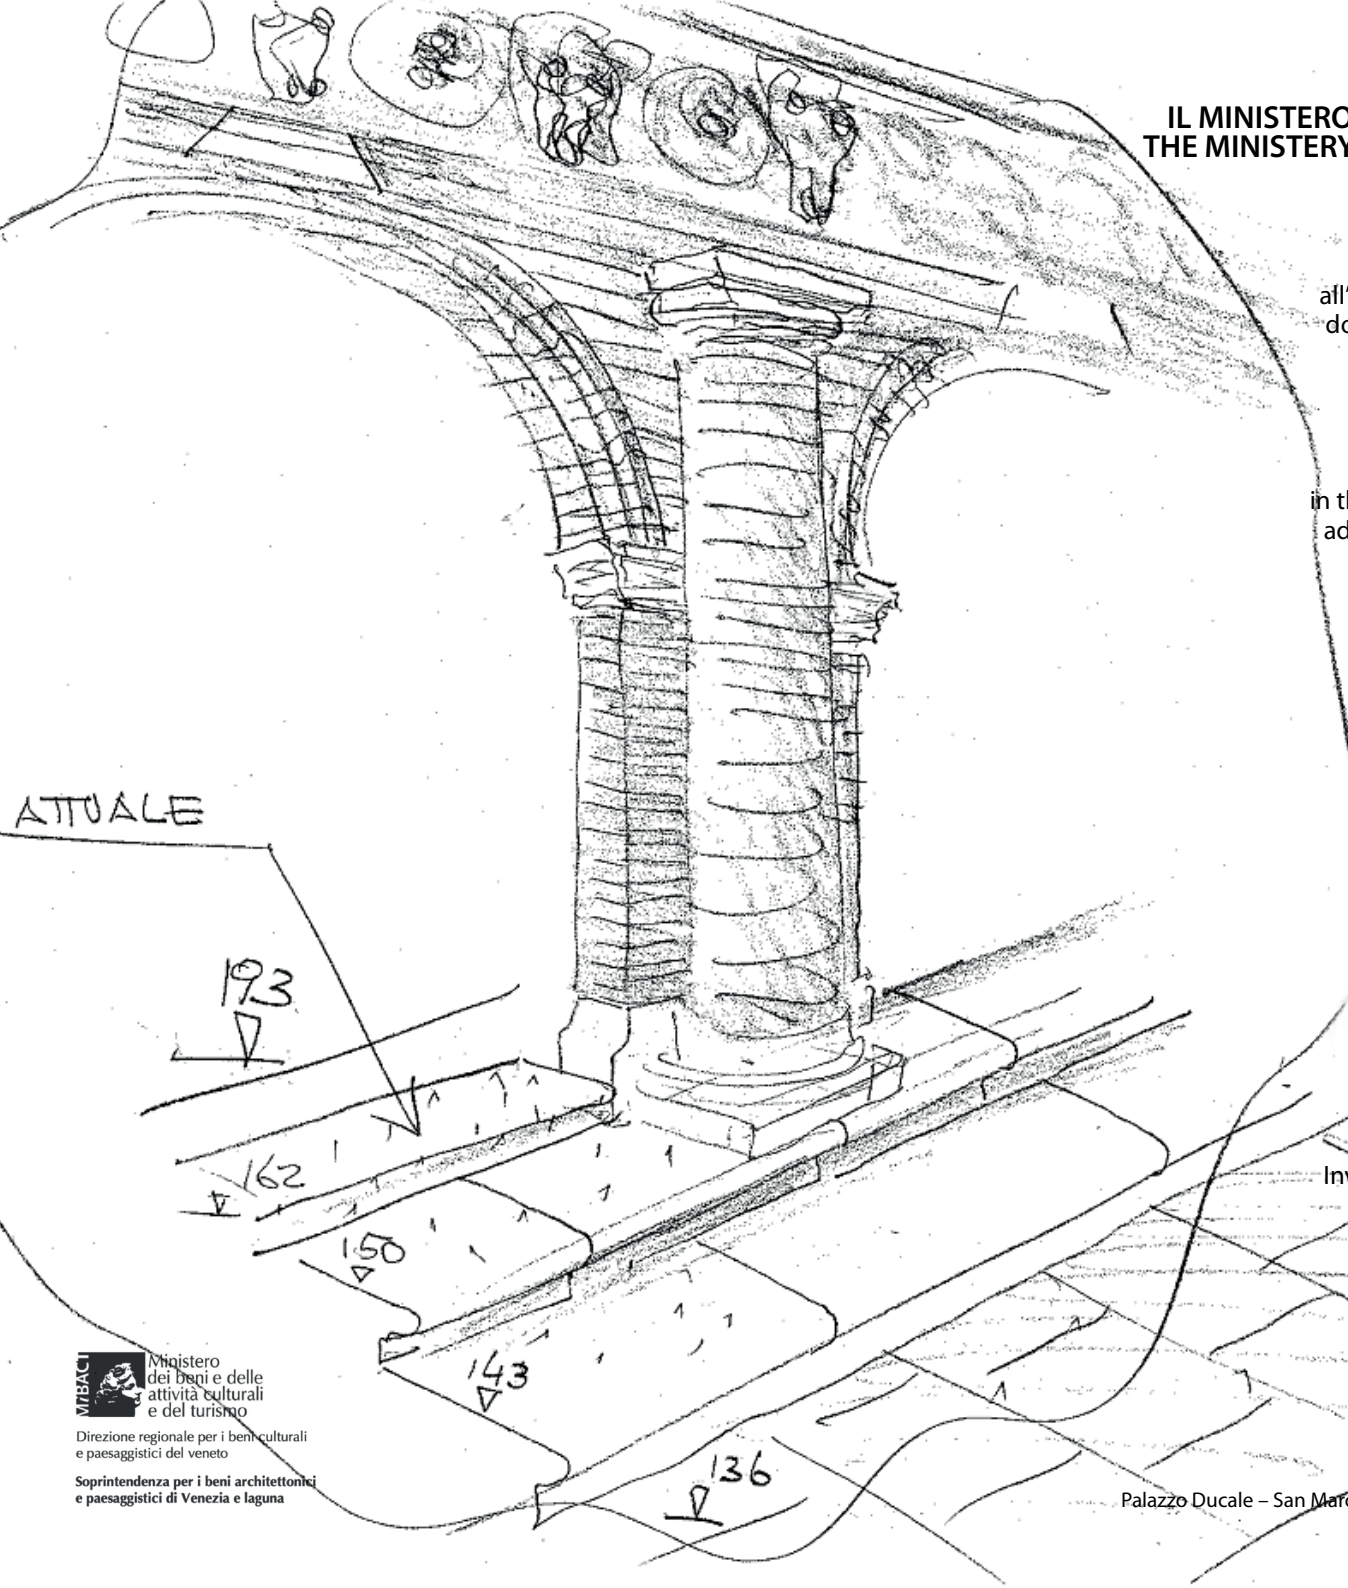 IL MINISTERO
THE MINISTERY
all'
do
in th
ad
ATTUALE
193
162
150
143
136
Inv
MiBACT
Ministero
dei beni e delle
attività culturali
e del turismo
Direzione regionale per i beni culturali
e paesaggistici del veneto
Soprintendenza per i beni architettonici
e paesaggistici di Venezia e laguna
Palazzo Ducale – San Marc